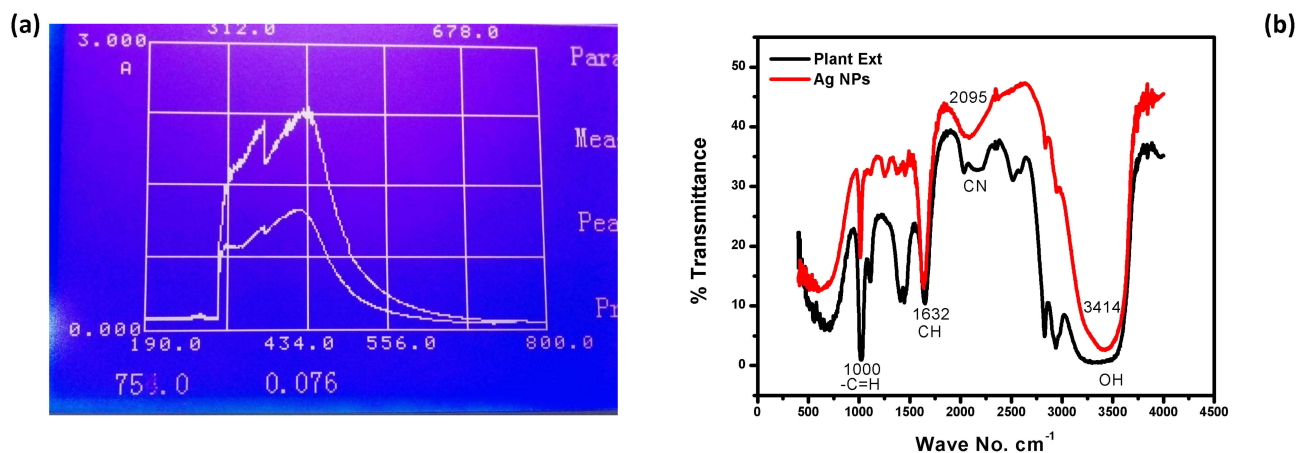 (a)
312.0 678.0
3.000
A
Para
Meas
Pea
Pr
0.000
190.0 434.0 556.0 800.0
0.076
(b)
Plant Ext
Ag NPs
% Transmittance
50
40
30
20
10
0
2095
CN
1632
CH
1000
-C=H
3414
OH
0 500 1000 1500 2000 2500 3000 3500 4000 4500
Wave No. cm⁻¹